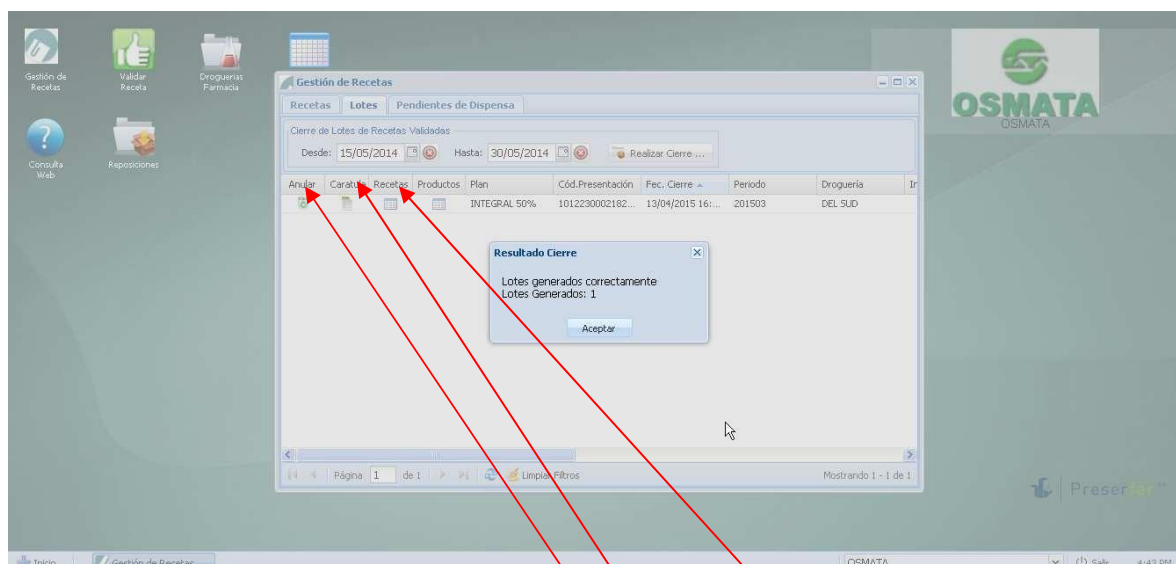 Gestión de Recetas
Validar Receta
Droguerias Farmacia
Consulta Web
Reposiciones
OSMATA
OSMATA
Gestión de Recetas
Recetas Lotes Pendientes de Dispensa
Cierre de Lotes de Recetas Validadas
Desde: 15/05/2014 Hasta: 30/05/2014 Realizar Cierre ...
Anular Caratula Recetas Productos Plan Cód.Presentación Fec. Cierre Periodo Droguería
INTEGRAL 50% 1012230002182... 13/04/2015 16:... 201503 DEL SUD
Resultado Cierre
Lotes generados correctamente
Lotes Generados: 1
Aceptar
Página 1 de 1 Limpiar Filtros Mostrando 1 - 1 de 1
Preserfar
Inicio Gestión de Recetas OSMATA Salir 4:43 PM